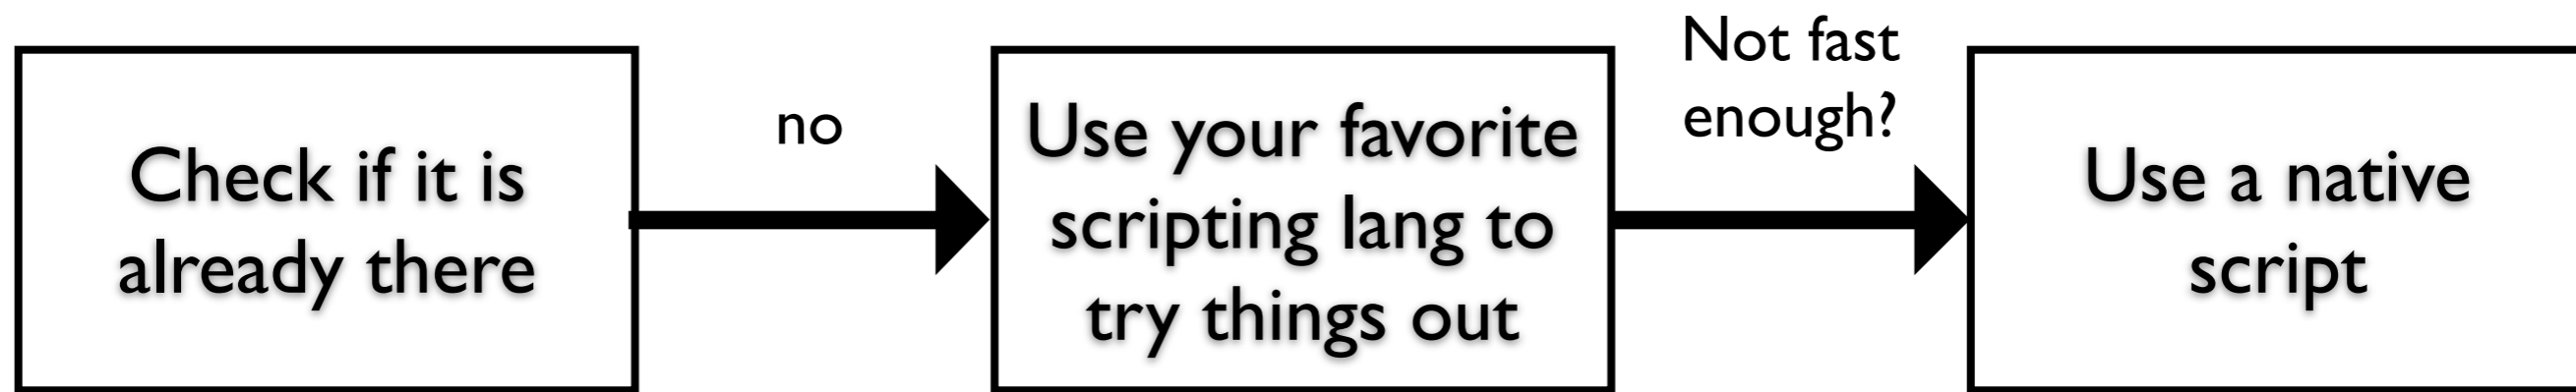 Check if it is
already there
no
Use your favorite
scripting lang to
try things out
Not fast
enough?
Use a native
script